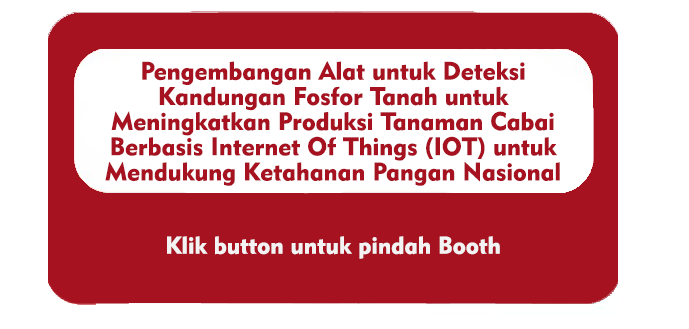 Pengembangan Alat untuk Deteksi
Kandungan Fosfor Tanah untuk
Meningkatkan Produksi Tanaman Cabai
Berbasis Internet Of Things (IOT) untuk
Mendukung Ketahanan Pangan Nasional
Klik button untuk pindah Booth